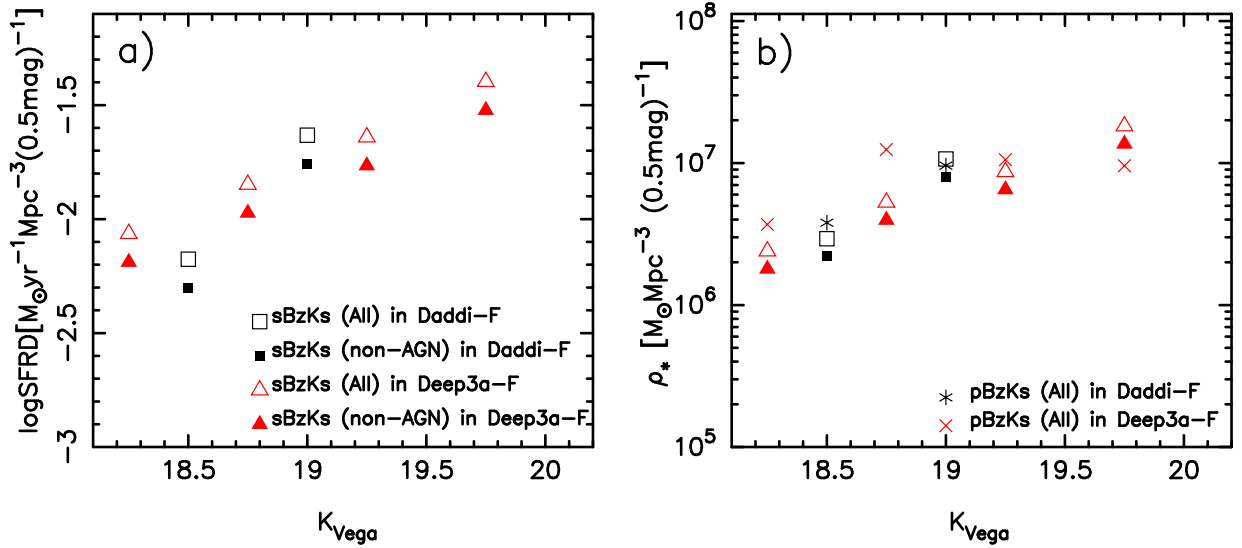 a)
logSFRD[M⊙yr⁻¹Mpc⁻³(0.5mag)⁻¹]
-1.5
-2
-2.5
-3
sBzKs (All) in Daddi-F
sBzKs (non-AGN) in Daddi-F
sBzKs (All) in Deep3a-F
sBzKs (non-AGN) in Deep3a-F
18.5 19 19.5 20
K_Vega
b)
ρ* [M⊙Mpc⁻³ (0.5mag)⁻¹]
10⁸
10⁷
10⁶
10⁵
pBzKs (All) in Daddi-F
pBzKs (All) in Deep3a-F
18.5 19 19.5 20
K_Vega